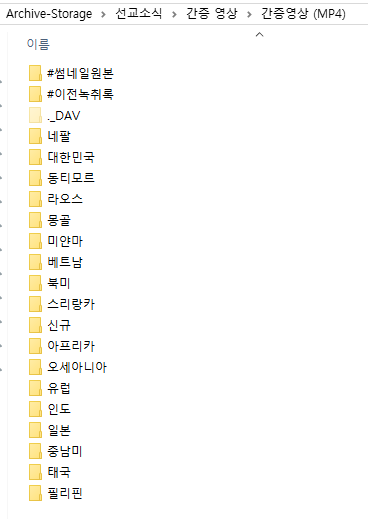 Archive-Storage > 선교소식 > 간증 영상 > 간증영상 (MP4)
이름
#썸네일원본
#이전녹취록
._DAV
네팔
대한민국
동티모르
라오스
몽골
미얀마
베트남
북미
스리랑카
신규
아프리카
오세아니아
유럽
인도
일본
중남미
태국
필리핀